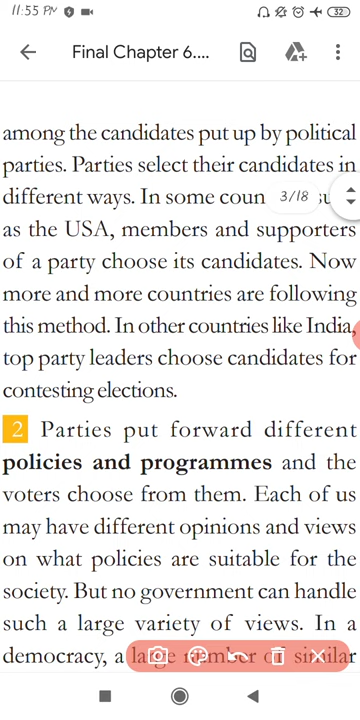 11:55 PM
32
Final Chapter 6....
among the candidates put up by political
parties. Parties select their candidates in
different ways. In some coun
3/18
as the USA, members and supporters
of a party choose its candidates. Now
more and more countries are following
this method. In other countries like India,
top party leaders choose candidates for
contesting elections.
2 Parties put forward different
policies and programmes and the
voters choose from them. Each of us
may have different opinions and views
on what policies are suitable for the
society. But no government can handle
such a large variety of views. In a
democracy, a large number of similar